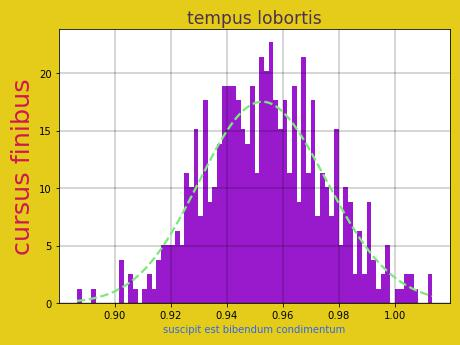 tempus lobortis
cursus finibus
20
15
10
5
0
0.90 0.92 0.94 0.96 0.98 1.00
suscipit est bibendum condimentum